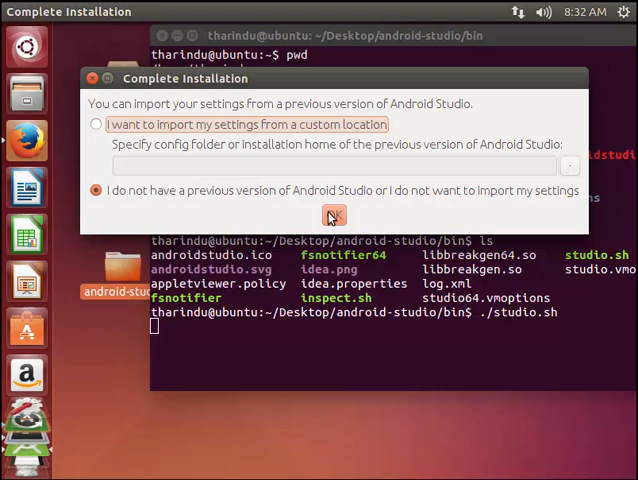 Complete Installation
8:32 AM
tharindu@ubuntu: ~/Desktop/android-studio/bin
tharindu@ubuntu:~$ pwd
Complete Installation
You can import your settings from a previous version of Android Studio.
I want to import my settings from a custom location
Specify config folder or installation home of the previous version of Android Studio:
I do not have a previous version of Android Studio or I do not want to import my settings
OK
tharindu@ubuntu:~/Desktop/android-studio/bin$ ls
androidstudio.ico fsnotifier64 libbreakgen64.so studio.sh
androidstudio.svg idea.png libbreakgen.so studio.vmo
appletviewer.policy idea.properties log.xml
fsnotifier inspect.sh studio64.vmoptions
tharindu@ubuntu:~/Desktop/android-studio/bin$ ./studio.sh
android-stu